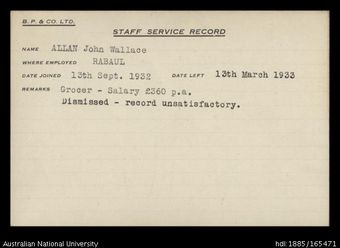 B.P. & CO. LTD.
STAFF SERVICE RECORD
NAME ALLAN John Wallace
WHERE EMPLOYED RABAUL
DATE JOINED 13th Sept. 1932 DATE LEFT 13th March 1933
REMARKS Grocer - Salary £360 p.a.
Dismissed - record unsatisfactory.
Australian National University
hdl:1885/165471